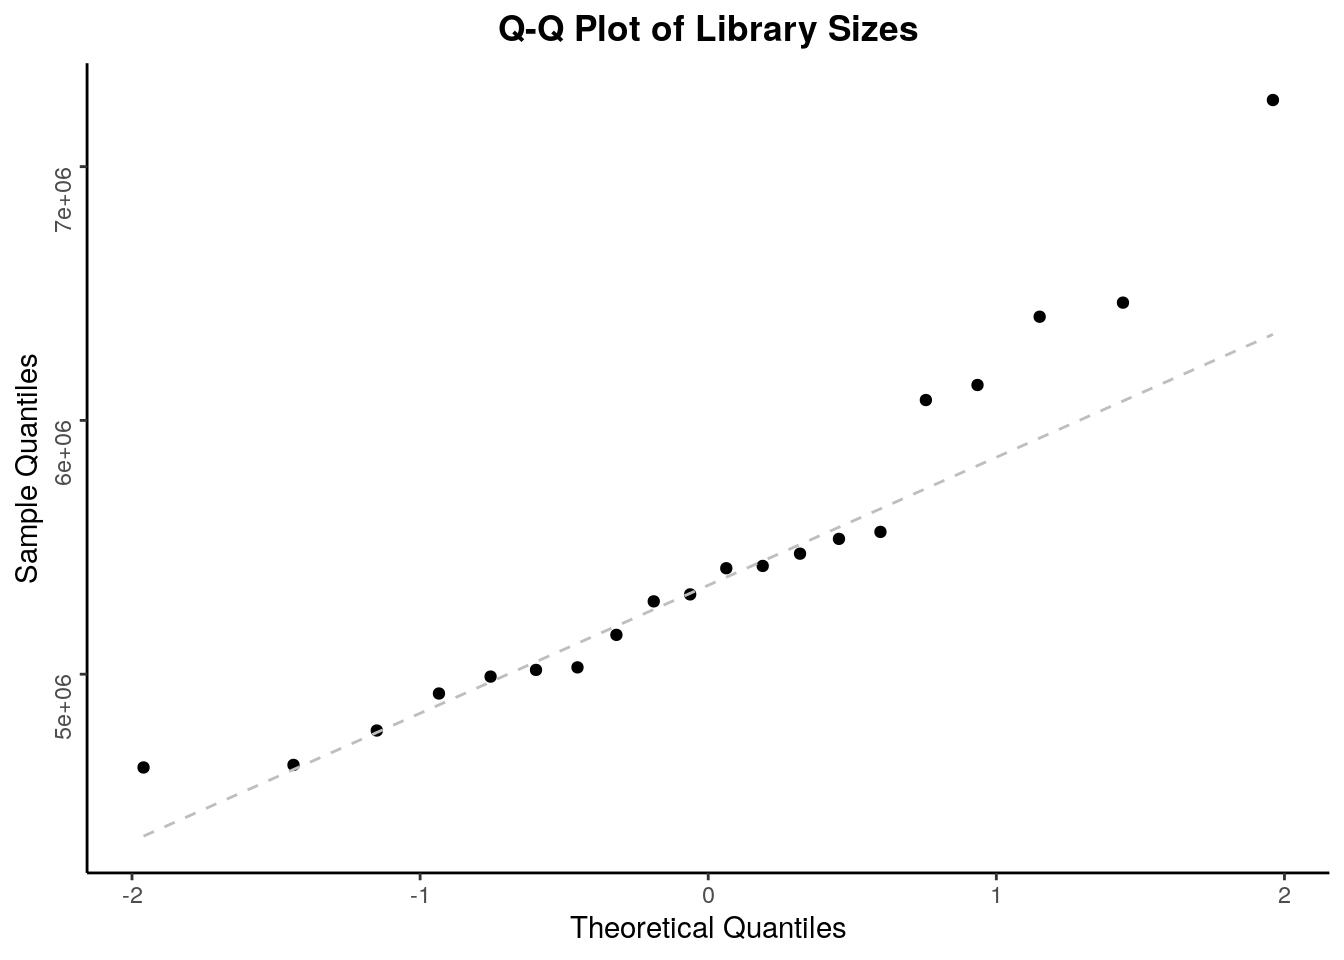 Q-Q Plot of Library Sizes
Sample Quantiles
7e+06
6e+06
5e+06
-2 -1 0 1 2
Theoretical Quantiles